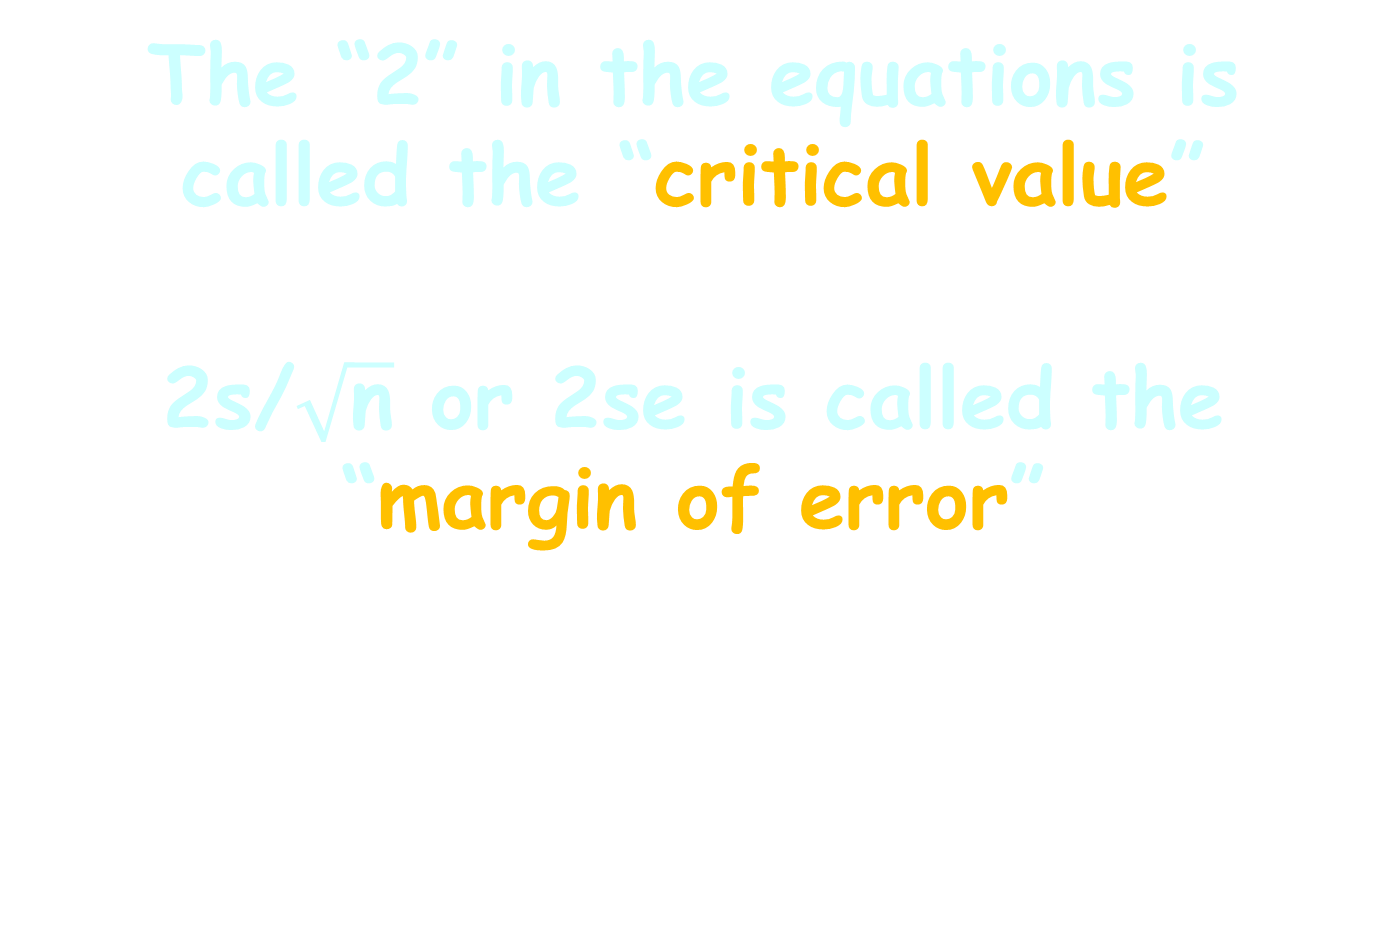 The “2” in the equations is
called the “critical value”
2s/√n or 2se is called the
“margin of error”